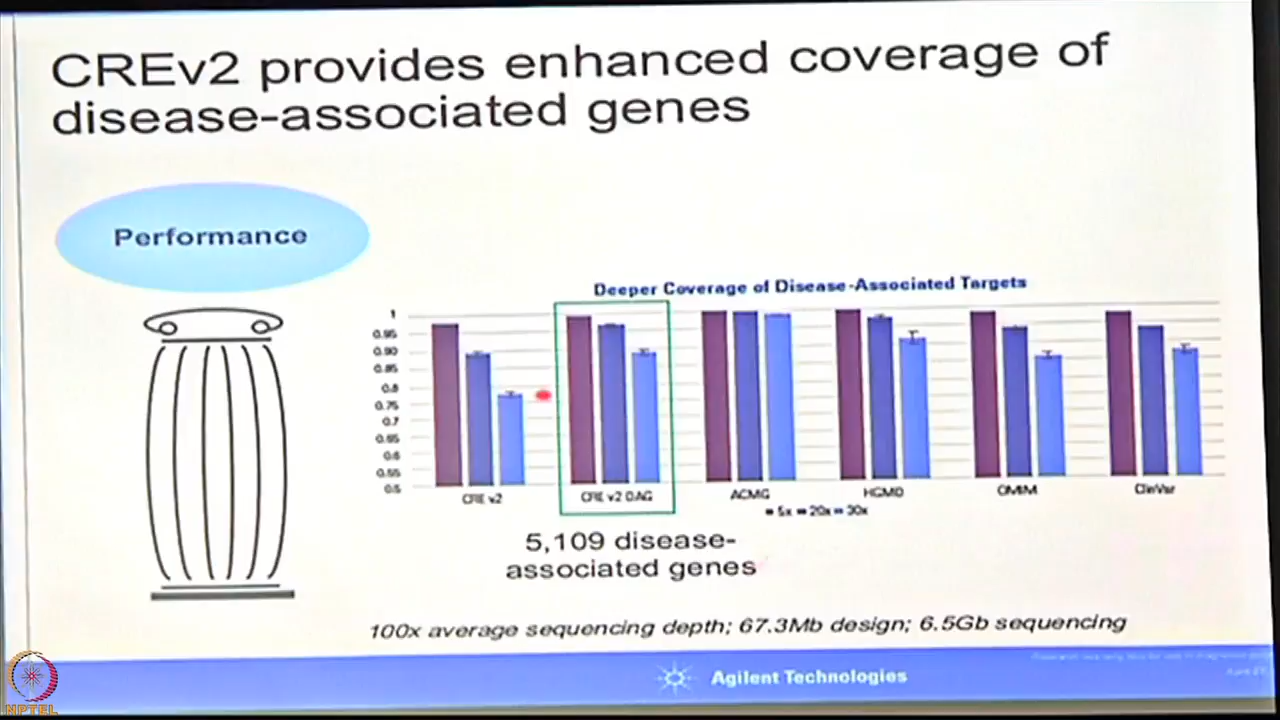 CREv2 provides enhanced coverage of
disease-associated genes
Performance
Deeper Coverage of Disease-Associated Targets
1
0.95
0.90
0.85
0.8
0.75
0.7
0.65
0.6
0.55
0.5
CRE v2
CRE v2 DAG
ACMG
HGMD
OMIM
ClinVar
5x 20x 30x
5,109 disease-
associated genes
100x average sequencing depth; 67.3Mb design; 6.5Gb sequencing
Agilent Technologies
NPTEL